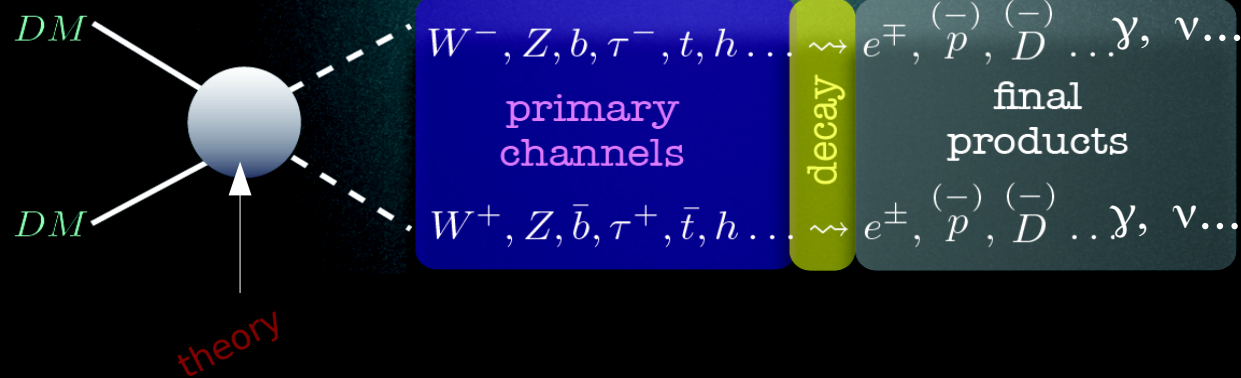 DM
W⁻, Z, b, τ⁻, t, h ... ⇝ e∓, p⁽⁻⁾, D⁽⁻⁾ ... γ, ν...
primary
channels
decay
final
products
DM
W⁺, Z, b̄, τ⁺, t̄, h ... ⇝ e±, p⁽⁻⁾, D⁽⁻⁾ ... γ, ν...
theory